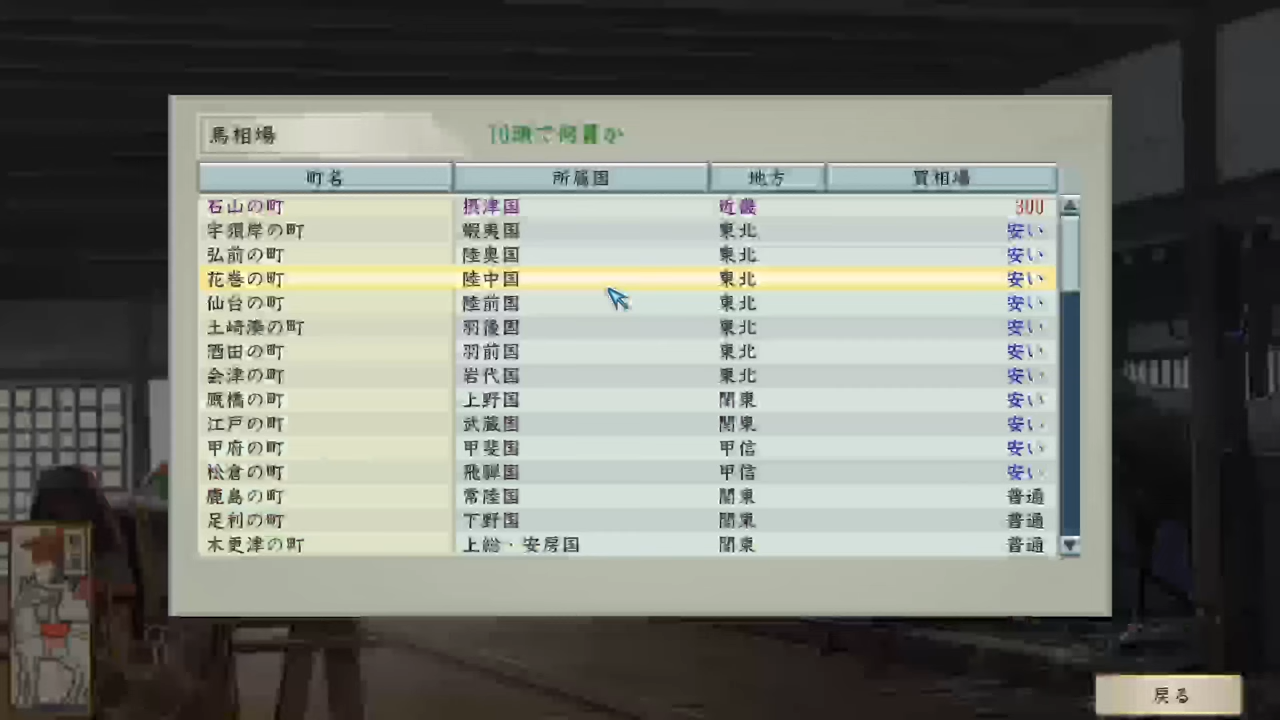 馬相場 10頭で何貫か
町名 所属国 地方 買相場
石山の町 摂津国 近畿 300
宇須岸の町 蝦夷国 東北 安い
弘前の町 陸奥国 東北 安い
花巻の町 陸中国 東北 安い
仙台の町 陸前国 東北 安い
土崎湊の町 羽後国 東北 安い
酒田の町 羽前国 東北 安い
会津の町 岩代国 東北 安い
厩橋の町 上野国 関東 安い
江戸の町 武蔵国 関東 安い
甲府の町 甲斐国 甲信 安い
松倉の町 飛騨国 甲信 安い
鹿島の町 常陸国 関東 普通
足利の町 下野国 関東 普通
木更津の町 上総・安房国 関東 普通
戻る